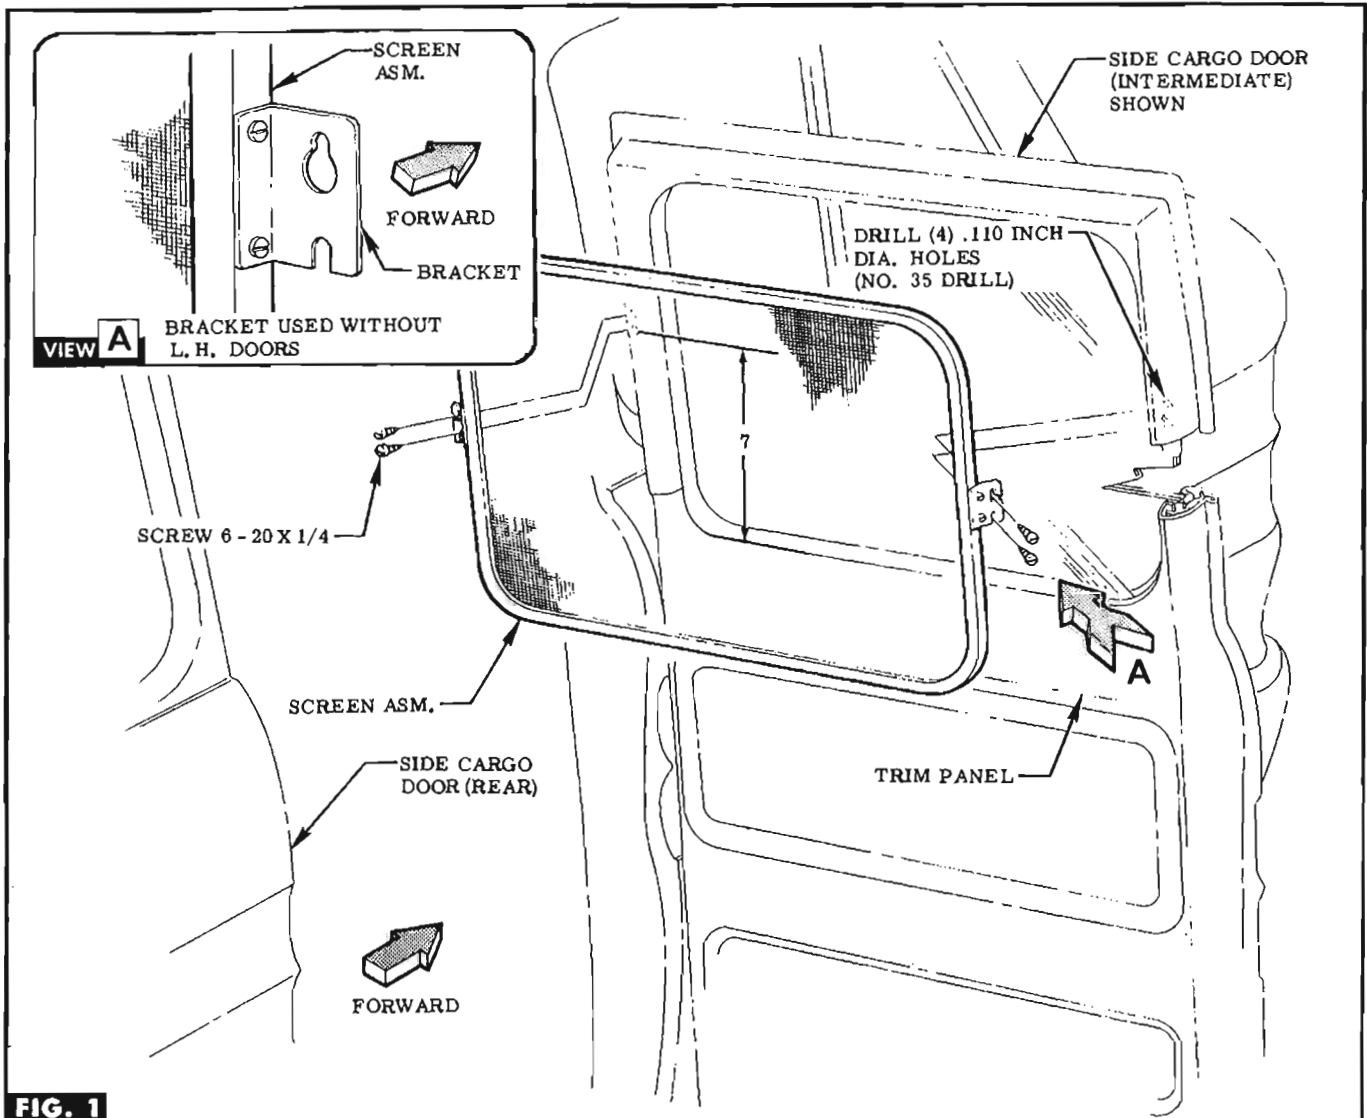 SCREEN
ASM.
FORWARD
BRACKET
VIEW A
BRACKET USED WITHOUT
L. H. DOORS
SIDE CARGO DOOR
(INTERMEDIATE)
SHOWN
DRILL (4) .110 INCH
DIA. HOLES
(NO. 35 DRILL)
7
SCREW 6 - 20 X 1/4
A
SCREEN ASM.
SIDE CARGO
DOOR (REAR)
TRIM PANEL
FORWARD
FIG. 1